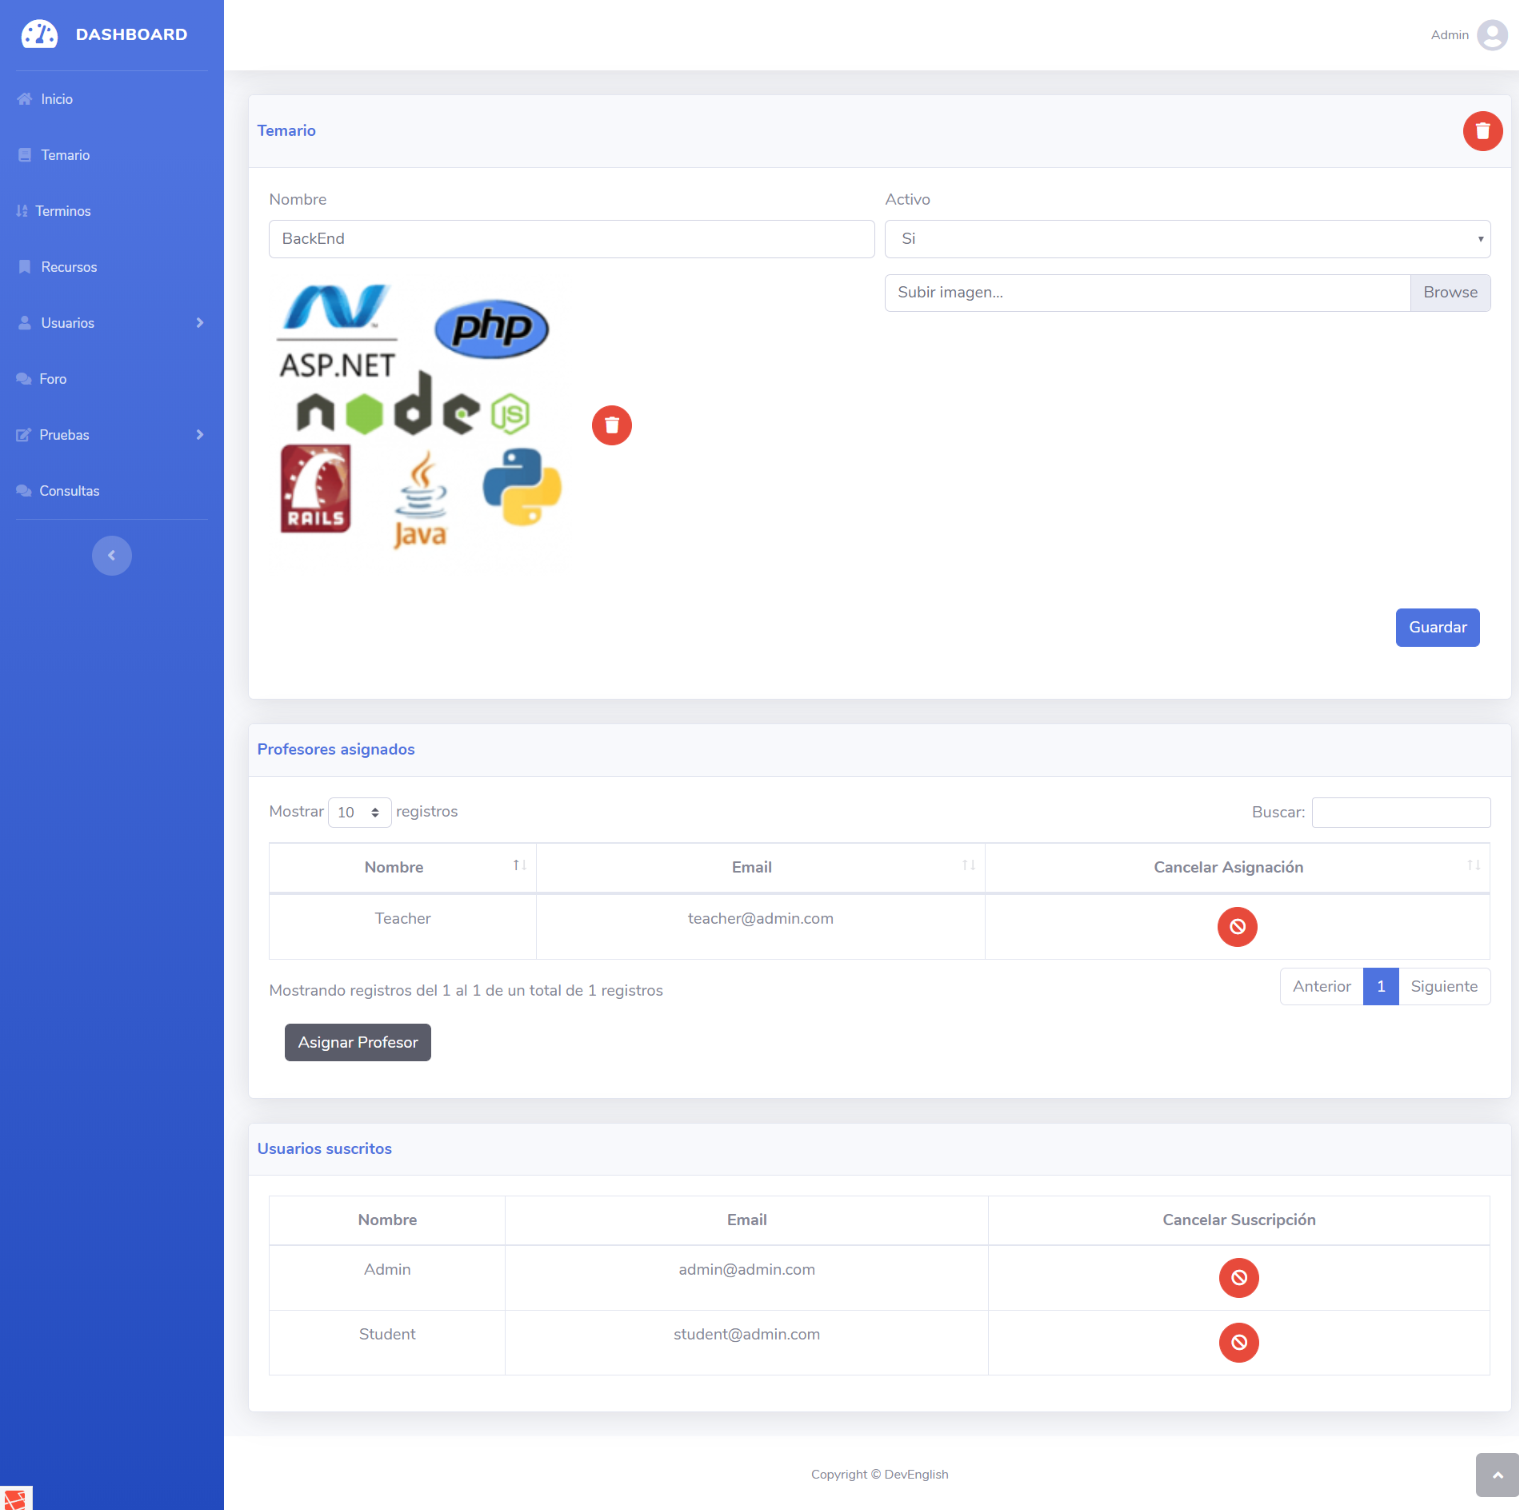 DASHBOARD
Admin
Inicio
Temario
Terminos
Recursos
Usuarios
Foro
Pruebas
Consultas
Temario
Nombre
Activo
BackEnd
Si
Subir imagen...
Browse
ASP.NET
php
node
JS
RAILS
Java
Guardar
Profesores asignados
Mostrar 10 registros
Buscar:
Nombre Email Cancelar Asignación
Teacher teacher@admin.com
Mostrando registros del 1 al 1 de un total de 1 registros
Anterior 1 Siguiente
Asignar Profesor
Usuarios suscritos
Nombre Email Cancelar Suscripción
Admin admin@admin.com
Student student@admin.com
Copyright © DevEnglish